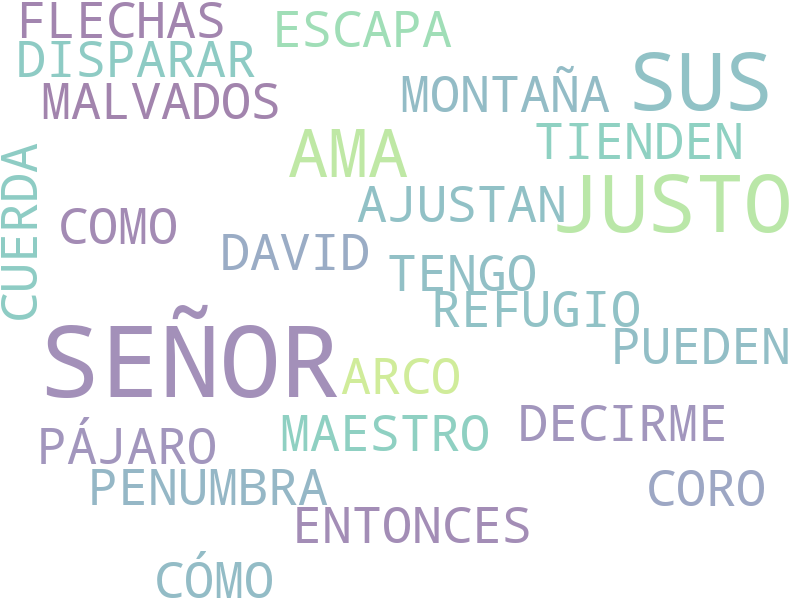 FLECHAS
ESCAPA
DISPARAR
MALVADOS
MONTAÑA
SUS
AMA
TIENDEN
CUERDA
COMO
AJUSTAN
JUSTO
DAVID
TENGO
REFUGIO
SEÑOR
PUEDEN
ARCO
PÁJARO
MAESTRO
DECIRME
PENUMBRA
CORO
ENTONCES
CÓMO